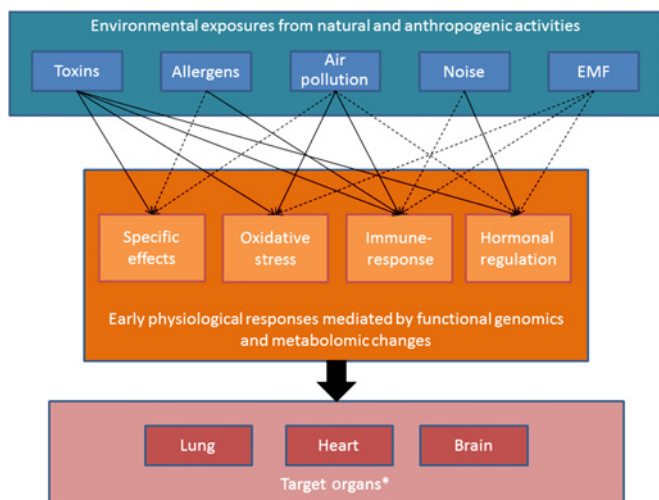 Environmental exposures from natural and anthropogenic activities
Toxins
Allergens
Air
pollution
Noise
EMF
Specific
effects
Oxidative
stress
Immune-
response
Hormonal
regulation
Early physiological responses mediated by functional genomics
and metabolomic changes
Lung
Heart
Brain
Target organs*